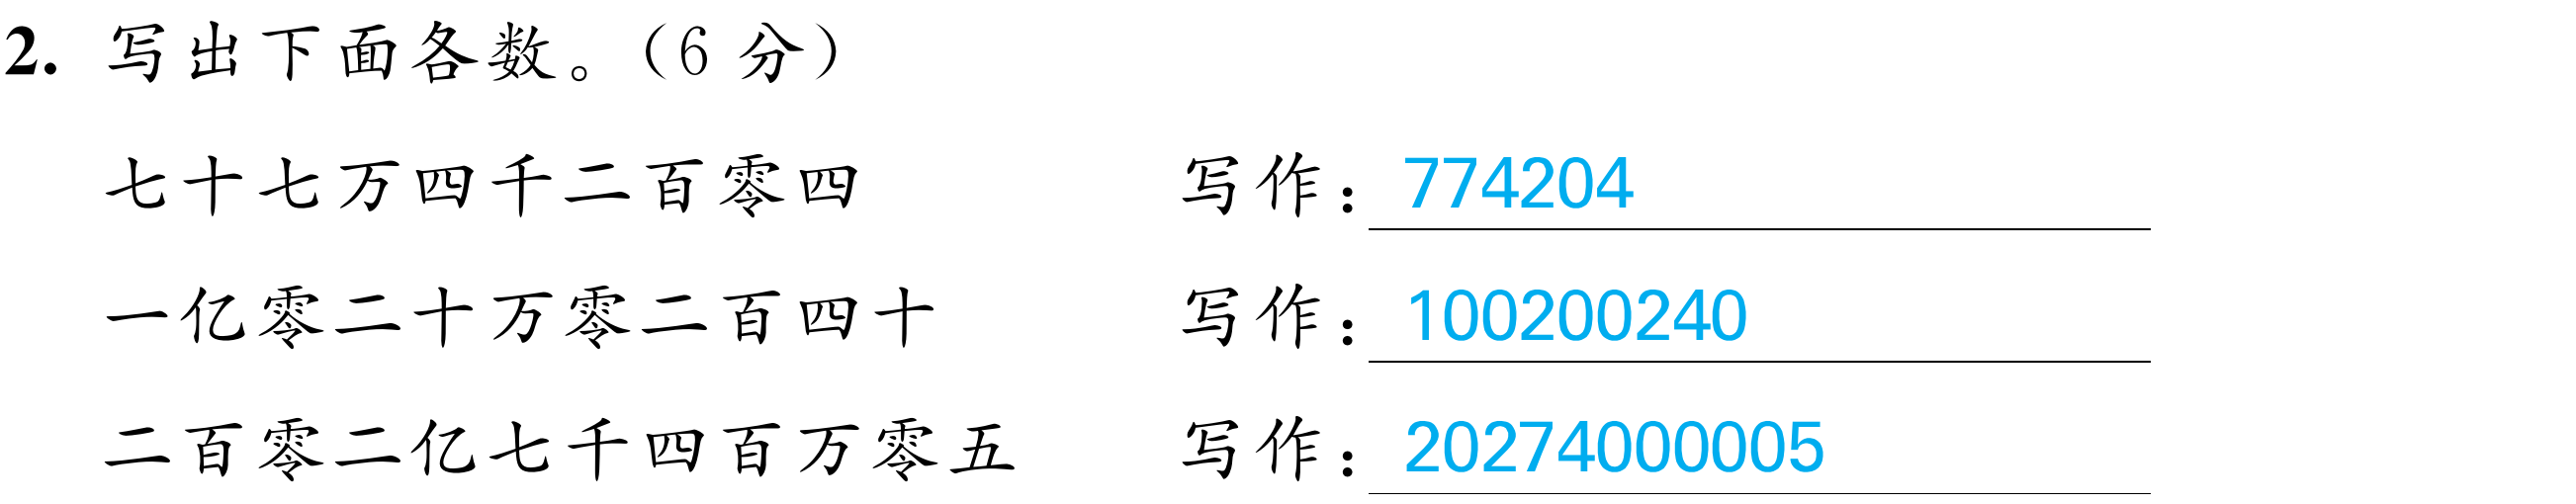 2. 写出下面各数。(6 分)
七十七万四千二百零四 写作: 774204
一亿零二十万零二百四十 写作: 100200240
二百零二亿七千四百万零五 写作: 20274000005